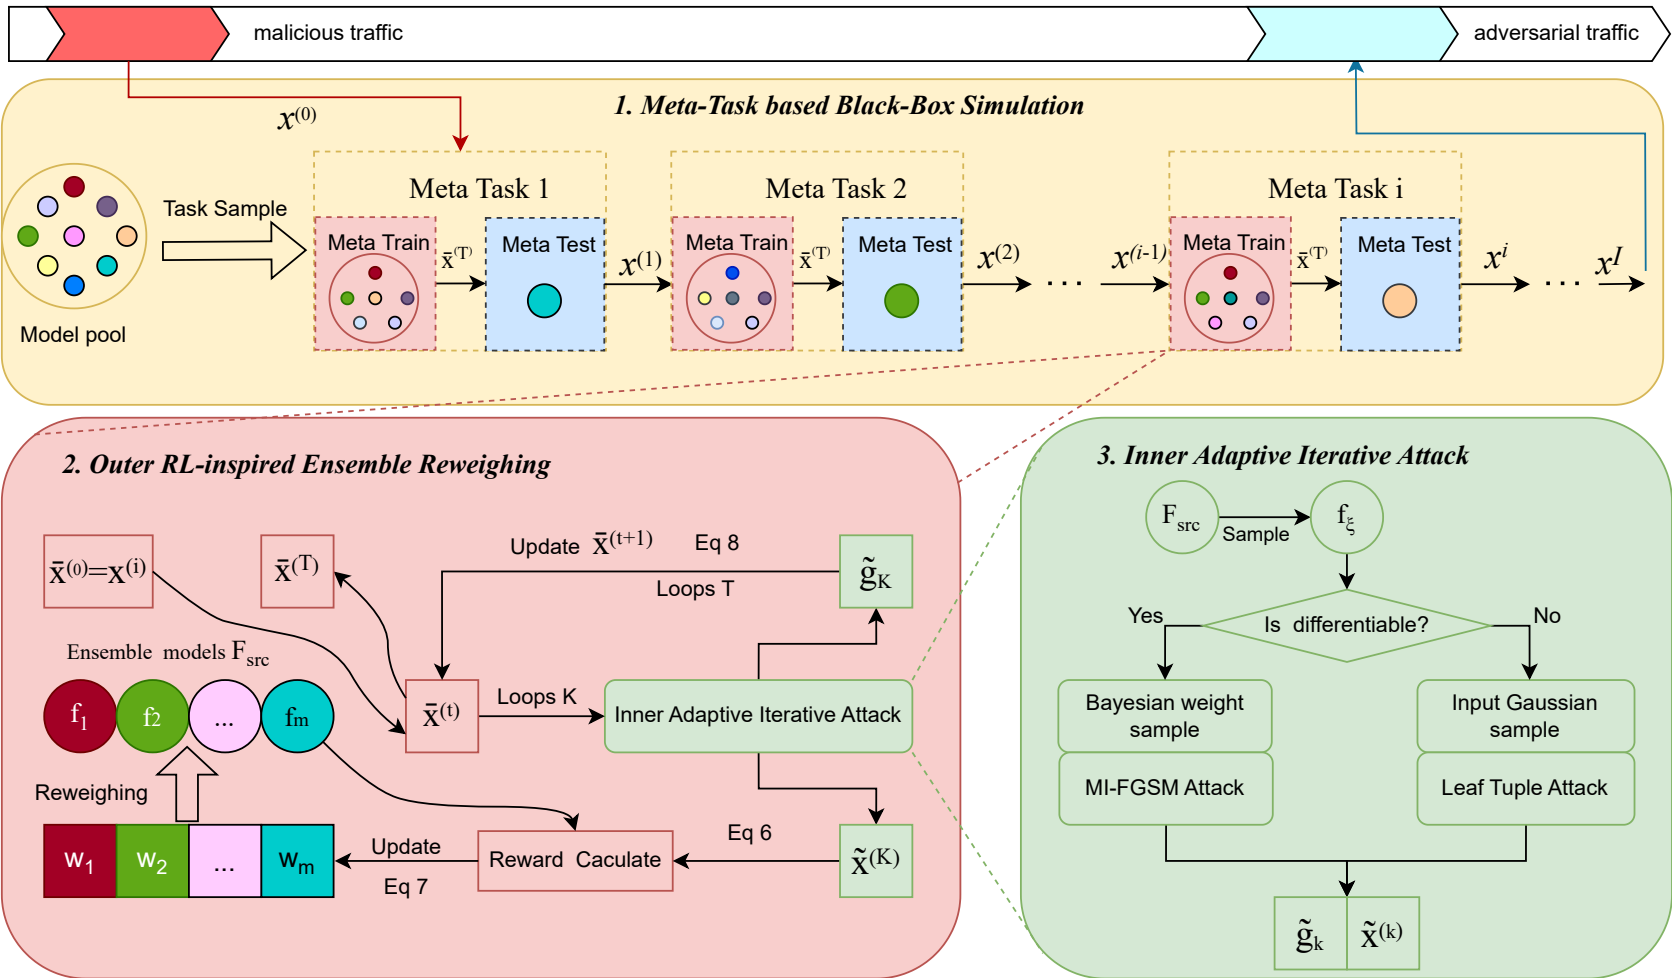 malicious traffic
adversarial traffic
1. Meta-Task based Black-Box Simulation
x^(0)
Model pool
Task Sample
Meta Task 1
Meta Train
x̄^(T)
Meta Test
x^(1)
Meta Task 2
Meta Train
x̄^(T)
Meta Test
x^(2)
...
x^(i-1)
Meta Task i
Meta Train
x̄^(T)
Meta Test
x^i
...
x^I
2. Outer RL-inspired Ensemble Reweighing
x̄^(0)=x^(i)
x̄^(T)
Update x̄^(t+1) Eq 8
Loops T
g̃_K
Ensemble models F_src
f_1 f_2 ... f_m
x̄^(t)
Loops K
Inner Adaptive Iterative Attack
Reweighing
w_1 w_2 ... w_m
Update
Eq 7
Reward Caculate
Eq 6
x̃^(K)
3. Inner Adaptive Iterative Attack
F_src
Sample
f_ξ
Is differentiable?
Yes
No
Bayesian weight
sample
MI-FGSM Attack
Input Gaussian
sample
Leaf Tuple Attack
g̃_k x̃^(k)